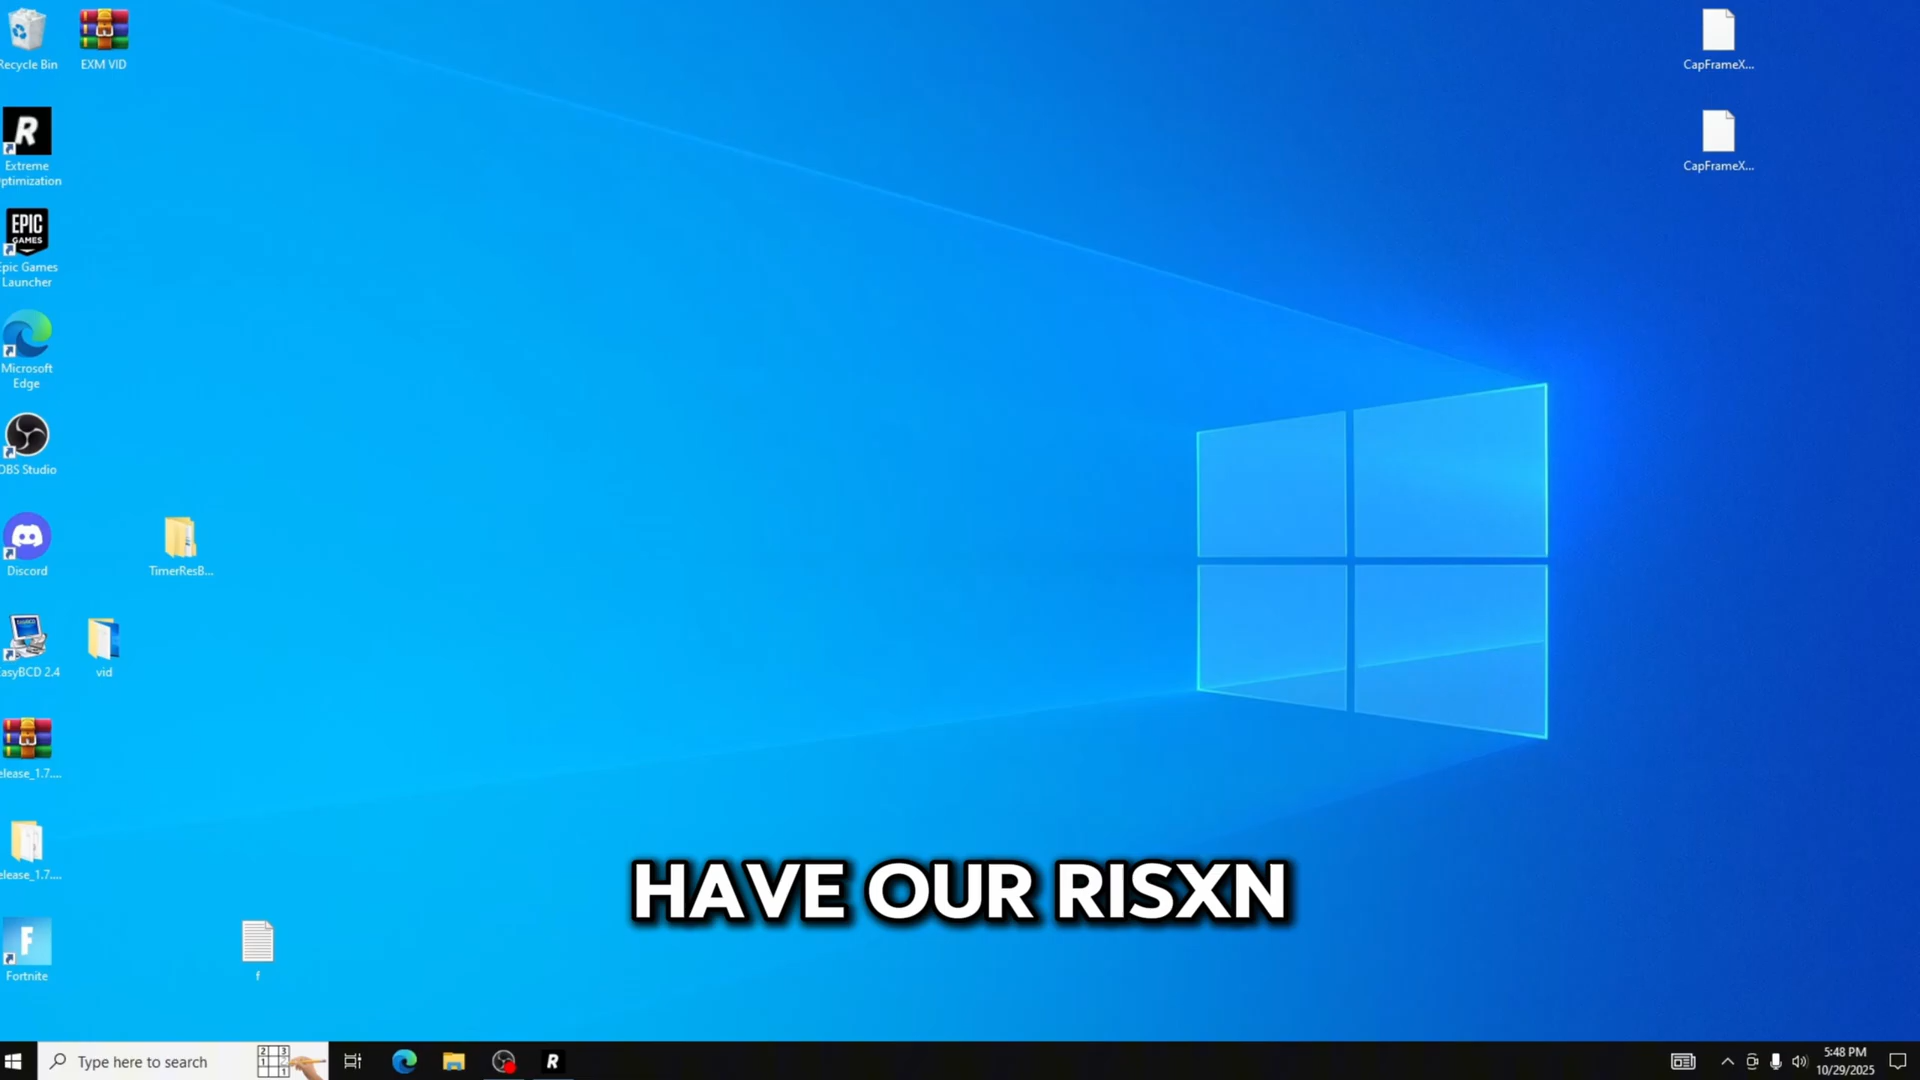 Recycle Bin
EXM VID
R
Extreme
ptimization
EPIC
GAMES
Epic Games
Launcher
Microsoft
Edge
OBS Studio
Discord
TimerResB...
EasyBCD 2.4
vid
elease_1.7....
elease_1.7....
F
Fortnite
f
CapFrameX...
CapFrameX...
HAVE OUR RISXN
Type here to search
R
5:48 PM
10/29/2025